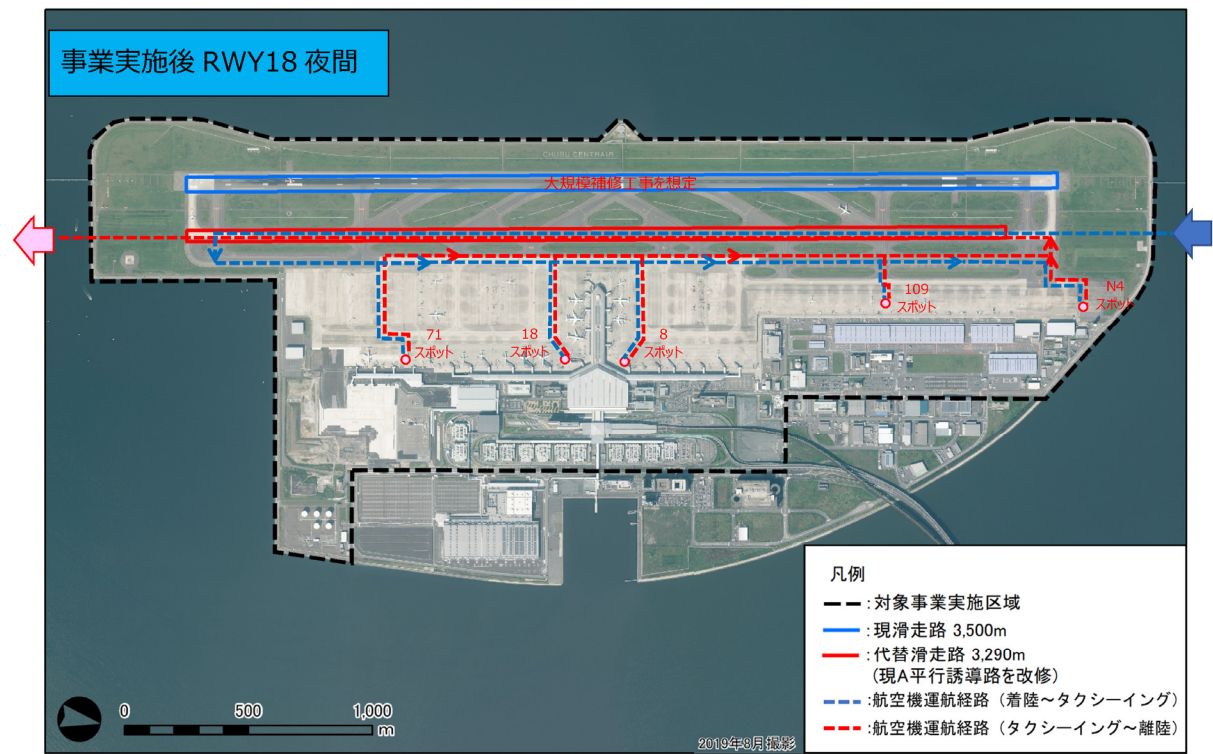 事業実施後 RWY18 夜間
CHUBU CENTRAIR
大規模補修工事を想定
71
スポット
18
スポット
8
スポット
109
スポット
N4
スポット
凡例
:対象事業実施区域
:現滑走路 3,500m
:代替滑走路 3,290m
(現A平行誘導路を改修)
:航空機運航経路（着陸～タクシーイング）
:航空機運航経路（タクシーイング～離陸）
0 500 1,000
m
2019年8月撮影